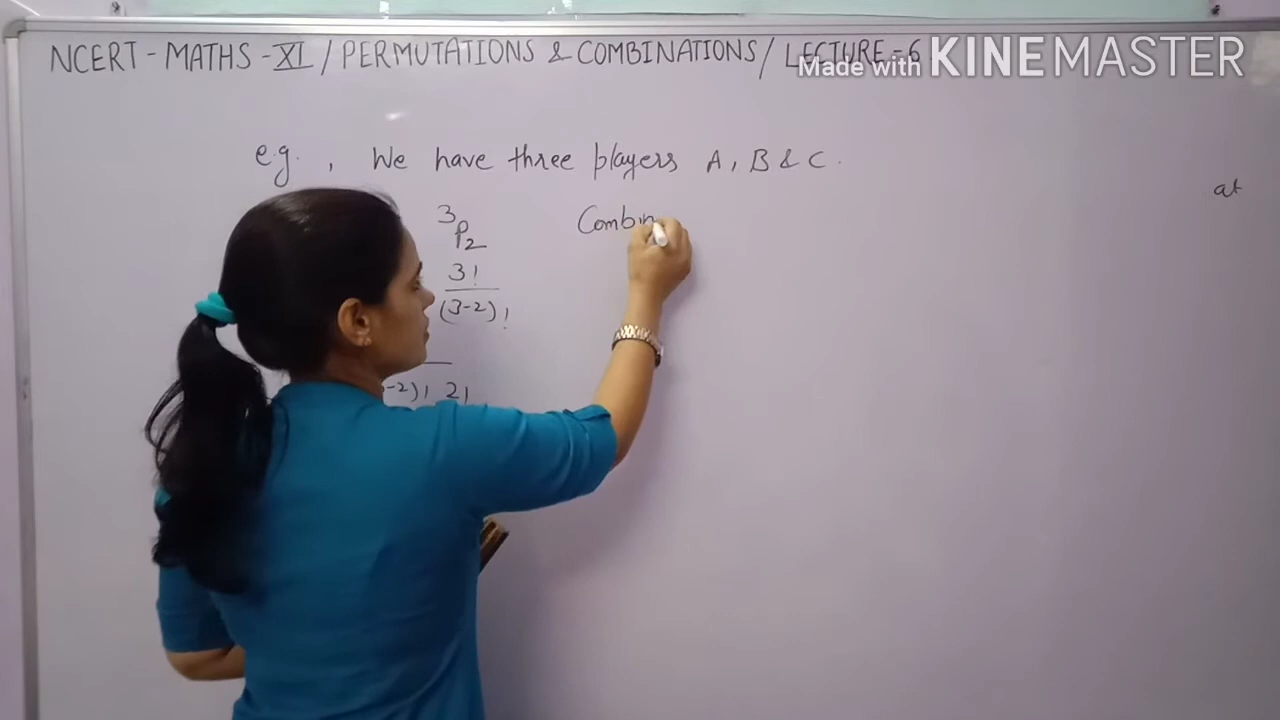 NCERT - MATHS - XI / PERMUTATIONS & COMBINATIONS / LECTURE - 6
Made with KINEMASTER
e.g. , We have three players A, B & C.
at
3P2
Combin
3!
(3-2)!
-2)! 2!